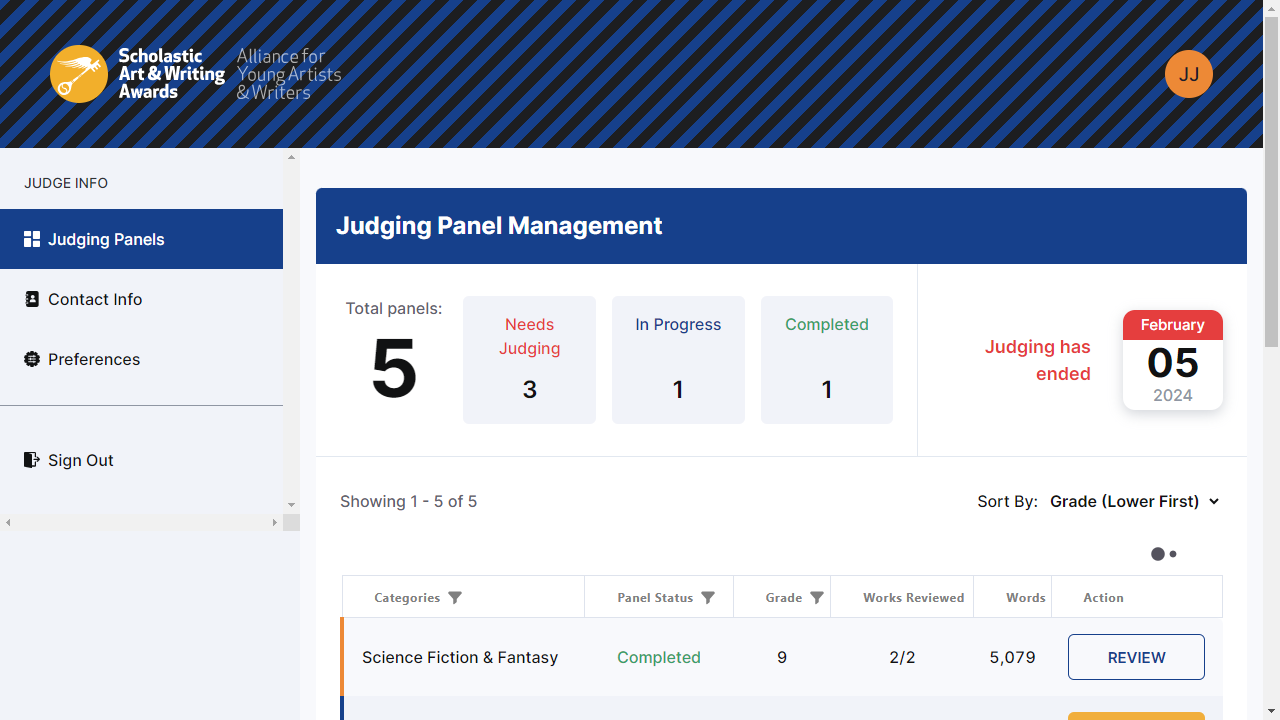 Scholastic
Art & Writing
Awards
Alliance for
Young Artists
& Writers
JJ
JUDGE INFO
Judging Panels
Contact Info
Preferences
Sign Out
Judging Panel Management
Total panels:
5
Needs
Judging
3
In Progress
1
Completed
1
Judging has
ended
February
05
2024
Showing 1 - 5 of 5
Sort By: Grade (Lower First)
Categories Panel Status Grade Works Reviewed Words Action
Science Fiction & Fantasy Completed 9 2/2 5,079 REVIEW